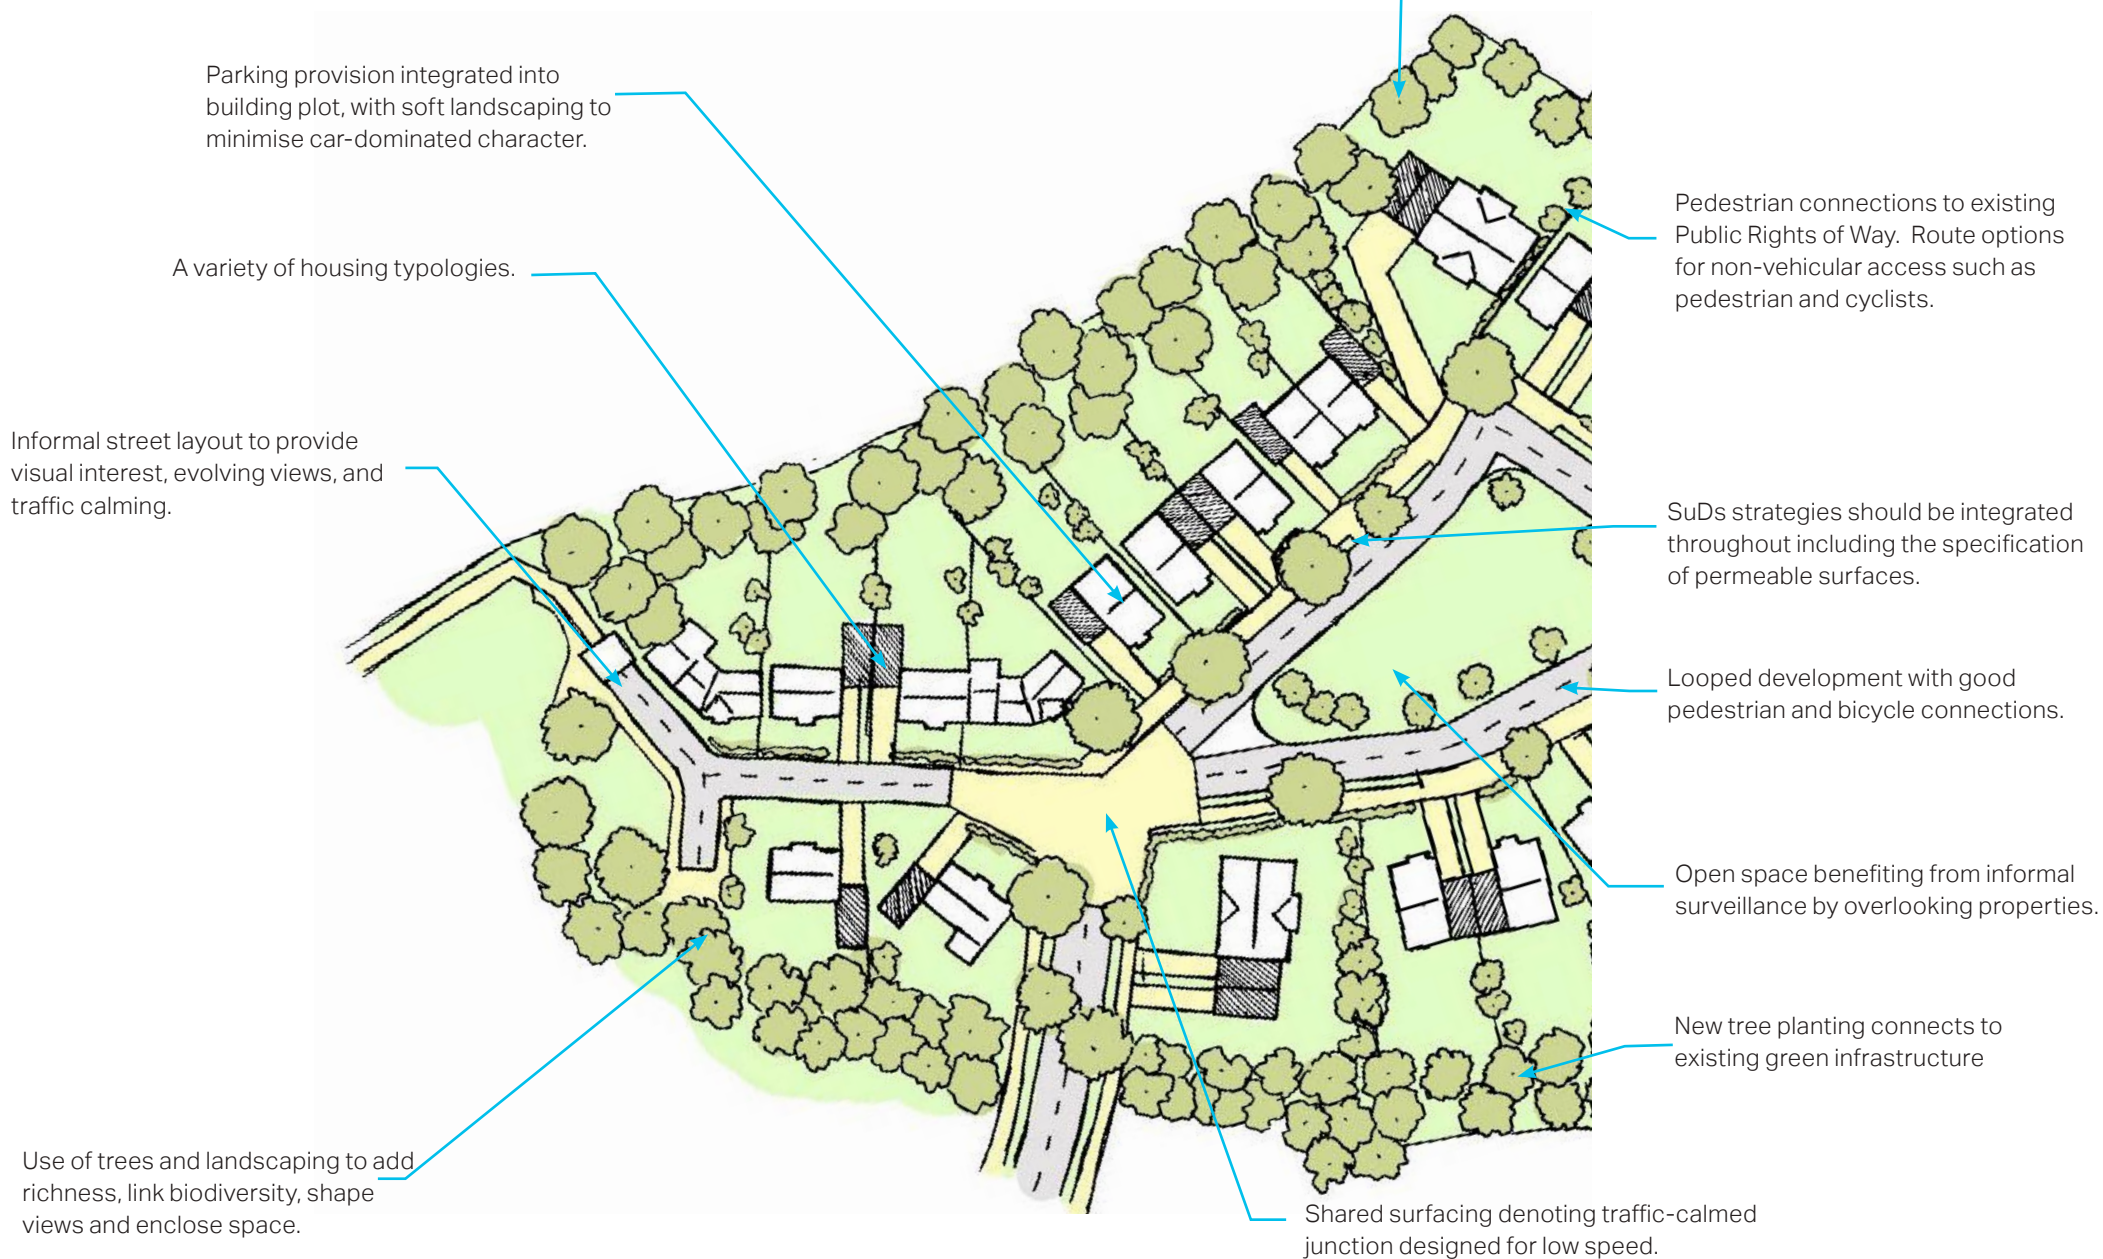 Parking provision integrated into
building plot, with soft landscaping to
minimise car-dominated character.
A variety of housing typologies.
Informal street layout to provide
visual interest, evolving views, and
traffic calming.
Use of trees and landscaping to add
richness, link biodiversity, shape
views and enclose space.
Pedestrian connections to existing
Public Rights of Way.  Route options
for non-vehicular access such as
pedestrian and cyclists.
SuDs strategies should be integrated
throughout including the specification
of permeable surfaces.
Looped development with good
pedestrian and bicycle connections.
Open space benefiting from informal
surveillance by overlooking properties.
New tree planting connects to
existing green infrastructure
Shared surfacing denoting traffic-calmed
junction designed for low speed.